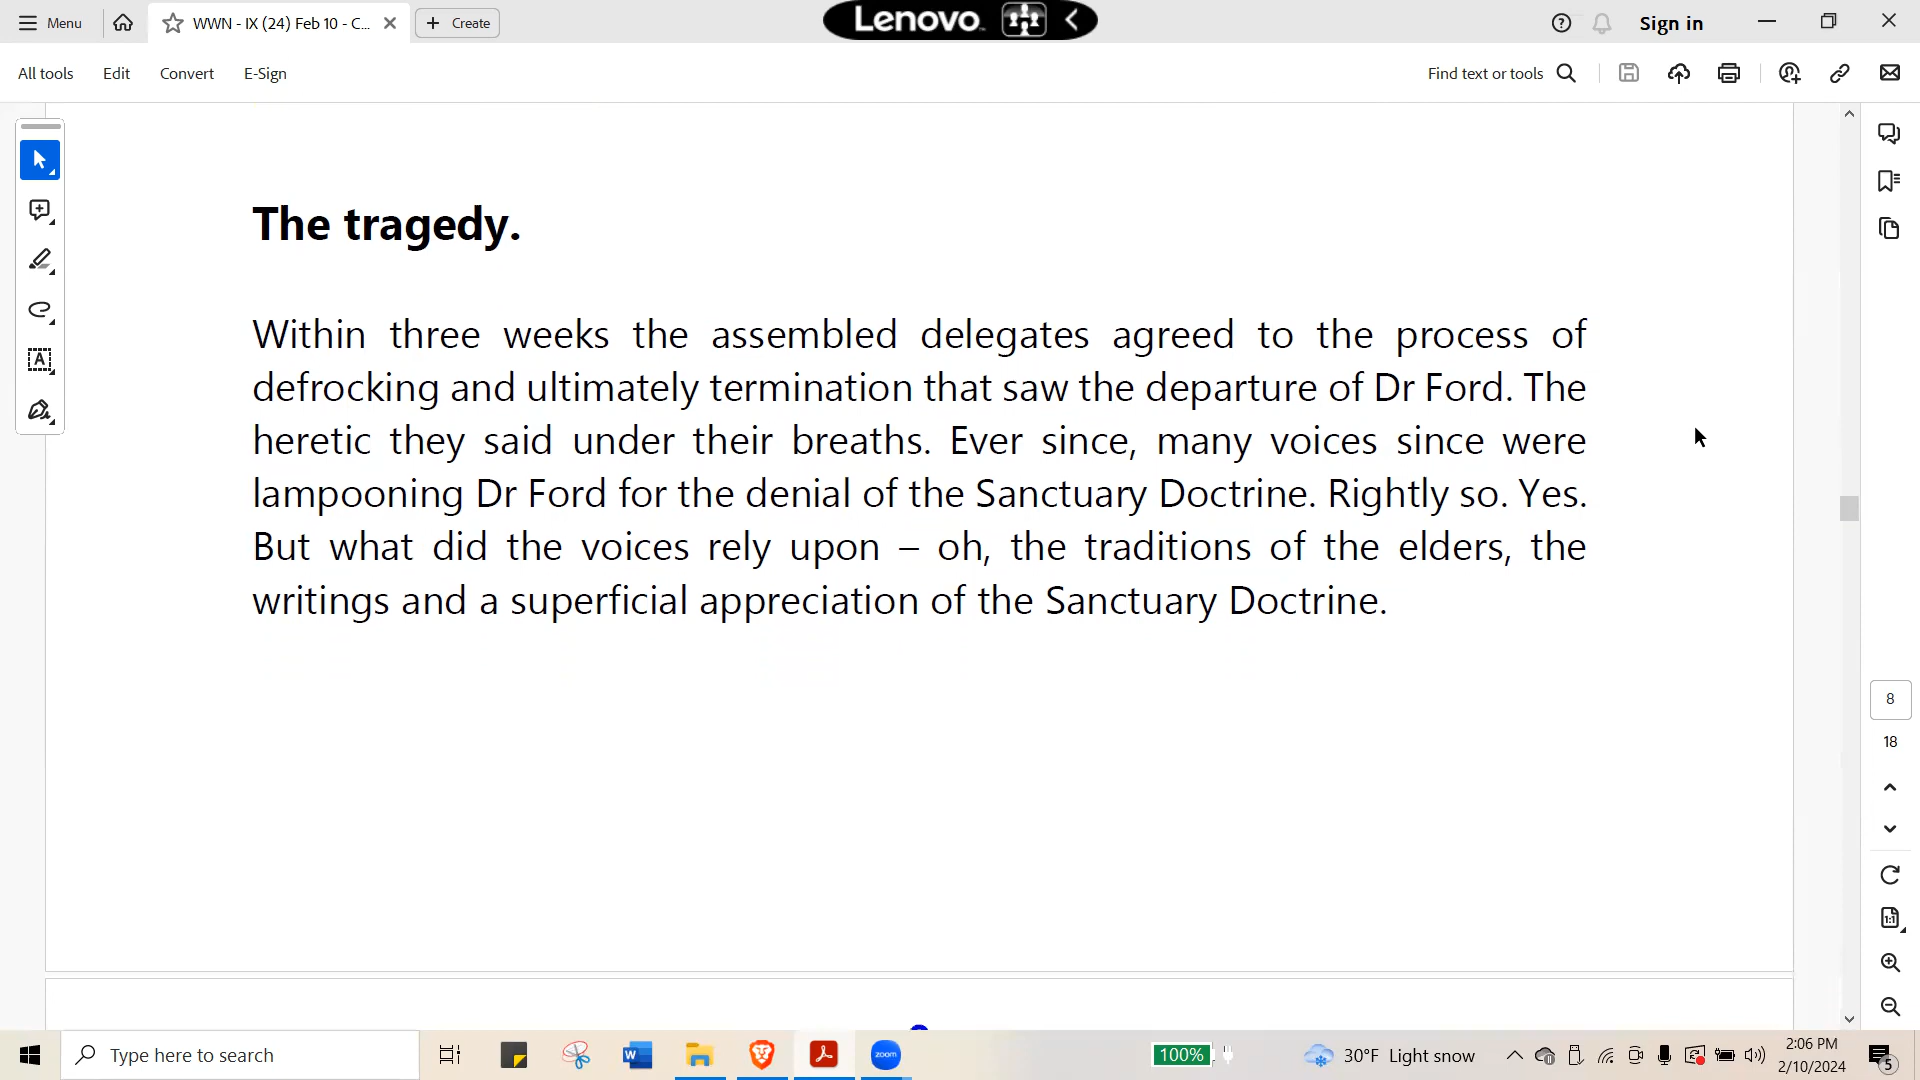 Menu
WWN - IX (24) Feb 10 - C...
Create
Lenovo
Sign in
All tools
Edit
Convert
E-Sign
Find text or tools
The tragedy.
Within three weeks the assembled delegates agreed to the process of
defrocking and ultimately termination that saw the departure of Dr Ford. The
heretic they said under their breaths. Ever since, many voices since were
lampooning Dr Ford for the denial of the Sanctuary Doctrine. Rightly so. Yes.
But what did the voices rely upon – oh, the traditions of the elders, the
writings and a superficial appreciation of the Sanctuary Doctrine.
8
18
1:1
Type here to search
zoom
100%
30°F Light snow
2:06 PM
2/10/2024
5